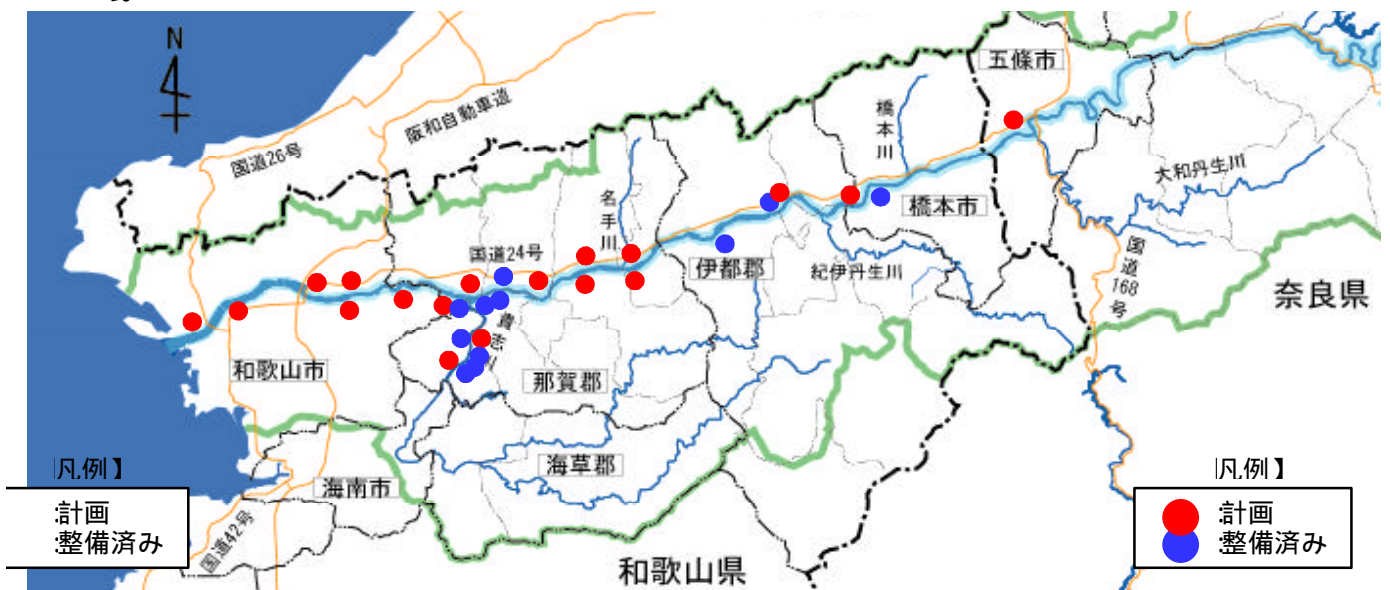 N
五條市
橋本川
阪和自動車道
国道26号
大和丹生川
名手川
橋本市
国道24号
伊都郡
紀伊丹生川
国道168号
奈良県
貴志川
和歌山市
那賀郡
海草郡
凡例】
:計画
:整備済み
海南市
国道42号
和歌山県
凡例】
:計画
:整備済み